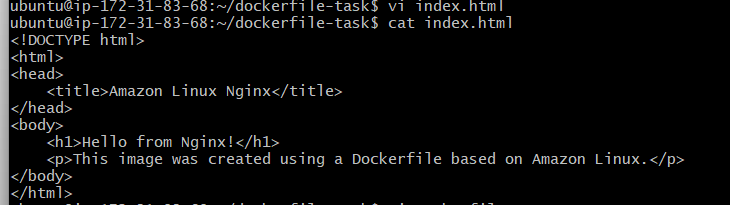 ubuntu@ip-172-31-83-68:~/dockerfile-task$ vi index.html
ubuntu@ip-172-31-83-68:~/dockerfile-task$ cat index.html
<!DOCTYPE html>
<html>
<head>
    <title>Amazon Linux Nginx</title>
</head>
<body>
    <h1>Hello from Nginx!</h1>
    <p>This image was created using a Dockerfile based on Amazon Linux.</p>
</body>
</html>